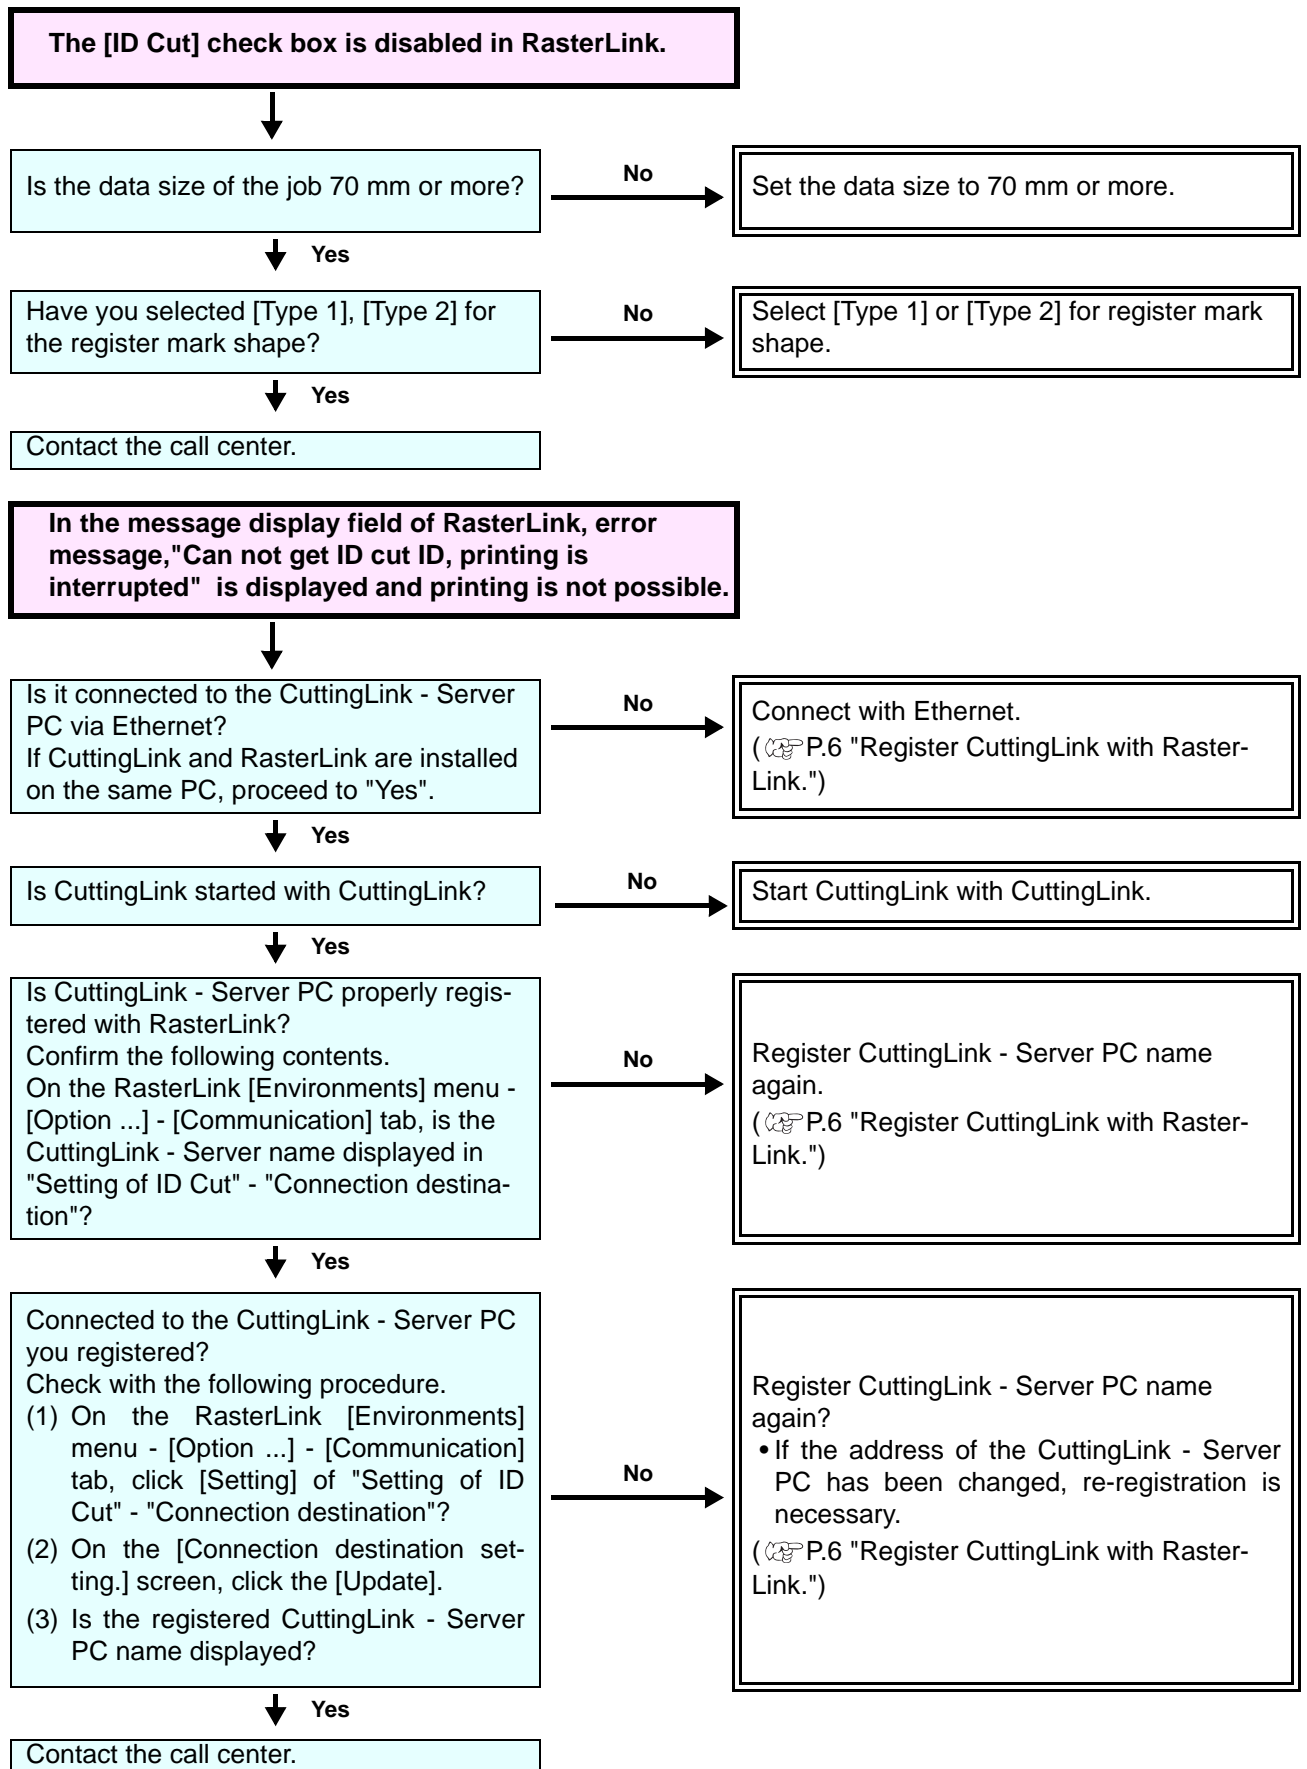 The [ID Cut] check box is disabled in RasterLink.
Is the data size of the job 70 mm or more?
No
Set the data size to 70 mm or more.
Yes
Have you selected [Type 1], [Type 2] for
the register mark shape?
No
Select [Type 1] or [Type 2] for register mark
shape.
Yes
Contact the call center.
In the message display field of RasterLink, error
message,"Can not get ID cut ID, printing is
interrupted"  is displayed and printing is not possible.
Is it connected to the CuttingLink - Server
PC via Ethernet?
If CuttingLink and RasterLink are installed
on the same PC, proceed to "Yes".
No
Connect with Ethernet.
( P.6 "Register CuttingLink with Raster-
Link.")
Yes
Is CuttingLink started with CuttingLink?
No
Start CuttingLink with CuttingLink.
Yes
Is CuttingLink - Server PC properly regis-
tered with RasterLink?
Confirm the following contents.
On the RasterLink [Environments] menu -
[Option ...] - [Communication] tab, is the
CuttingLink - Server name displayed in
"Setting of ID Cut" - "Connection destina-
tion"?
No
Register CuttingLink - Server PC name
again.
( P.6 "Register CuttingLink with Raster-
Link.")
Yes
Connected to the CuttingLink - Server PC
you registered?
Check with the following procedure.
(1) On the RasterLink [Environments]
menu - [Option ...] - [Communication]
tab, click [Setting] of "Setting of ID
Cut" - "Connection destination"?
(2) On the [Connection destination set-
ting.] screen, click the [Update].
(3) Is the registered CuttingLink - Server
PC name displayed?
No
Register CuttingLink - Server PC name
again?
• If the address of the CuttingLink - Server
PC has been changed, re-registration is
necessary.
( P.6 "Register CuttingLink with Raster-
Link.")
Yes
Contact the call center.